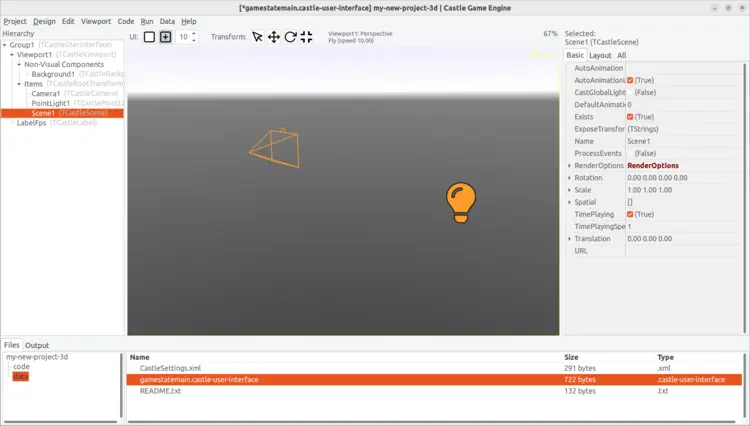 [*gamestatemain.castle-user-interface] my-new-project-3d | Castle Game Engine
Project Design Edit Viewport Code Run Data Help
Hierarchy
Group1 (TCastleUserInterface)
Viewport1 (TCastleViewport)
Non-Visual Components
Background1 (TCastleBackg
Items (TCastleRootTransform
Camera1 (TCastleCamera)
PointLight1 (TCastlePointLi
Scene1 (TCastleScene)
LabelFps (TCastleLabel)
UI: 10 Transform: Viewport1: Perspective
Fly (speed 10.00)
67%
Selected:
Scene1 (TCastleScene)
Basic Layout All
AutoAnimation
AutoAnimationL (True)
CastGlobalLight (False)
DefaultAnimatio 0
Exists (True)
ExposeTransfor (TStrings)
Name Scene1
ProcessEvents (False)
RenderOptions RenderOptions
Rotation 0.00 0.00 0.00 0.00
Scale 1.00 1.00 1.00
Spatial []
TimePlaying (True)
TimePlayingSpe 1
Translation 0.00 0.00 0.00
URL
Files Output
my-new-project-3d
code
data
Name Size Type
CastleSettings.xml 291 bytes .xml
gamestatemain.castle-user-interface 722 bytes .castle-user-interface
README.txt 132 bytes .txt